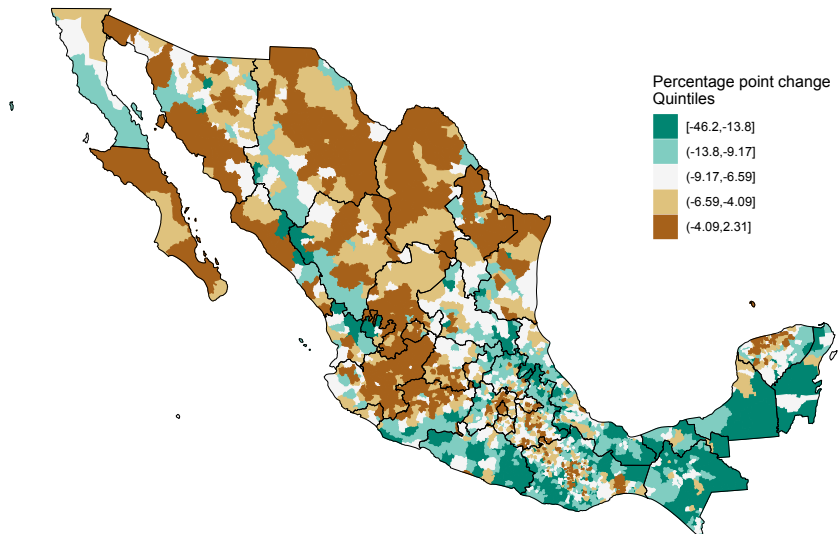 Percentage point change
Quintiles
[-46.2,-13.8]
(-13.8,-9.17]
(-9.17,-6.59]
(-6.59,-4.09]
(-4.09,2.31]